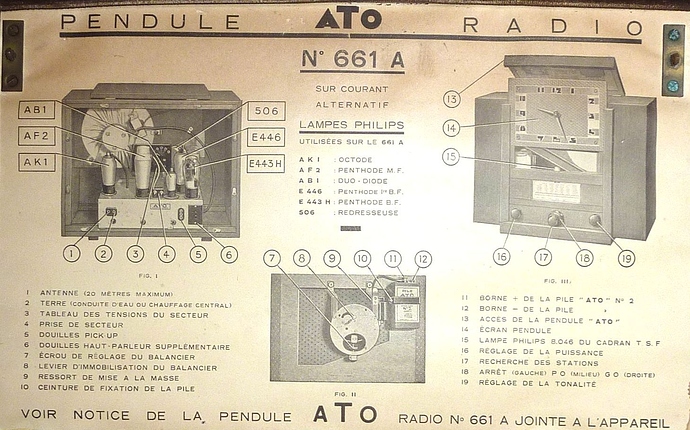 PENDULE ATO RADIO
N° 661 A
SUR COURANT
ALTERNATIF
LAMPES PHILIPS
UTILISÉES SUR LE 661 A
AK1 : OCTODE
AF2 : PENTHODE M.F.
AB1 : DUO-DIODE
E 446 : PENTHODE 1re B.F.
E 443 H : PENTHODE B.F.
506 : REDRESSEUSE
AB1
AF2
AK1
506
E446
E443H
ATO
1 2 3 4 5 6
FIG. I
13
14
15
16 17 18 19
FIG. III
7 8 9 10 11 12
PILE
ATO
FIG. II
1 ANTENNE (20 MÈTRES MAXIMUM)
2 TERRE (CONDUITE D'EAU OU CHAUFFAGE CENTRAL)
3 TABLEAU DES TENSIONS DU SECTEUR
4 PRISE DE SECTEUR
5 DOUILLES PICK-UP
6 DOUILLES HAUT-PARLEUR SUPPLÉMENTAIRE
7 ÉCROU DE RÉGLAGE DU BALANCIER
8 LEVIER D'IMMOBILISATION DU BALANCIER
9 RESSORT DE MISE A LA MASSE
10 CEINTURE DE FIXATION DE LA PILE
11 BORNE + DE LA PILE "ATO" N° 2
12 BORNE – DE LA PILE "
13 ACCÈS DE LA PENDULE "ATO"
14 ÉCRAN PENDULE
15 LAMPE PHILIPS 8.046 DU CADRAN T S F
16 RÉGLAGE DE LA PUISSANCE
17 RECHERCHE DES STATIONS
18 ARRÊT (GAUCHE) P O (MILIEU) G O (DROITE)
19 RÉGLAGE DE LA TONALITÉ
VOIR NOTICE DE LA PENDULE ATO RADIO N° 661 A JOINTE A L'APPAREIL